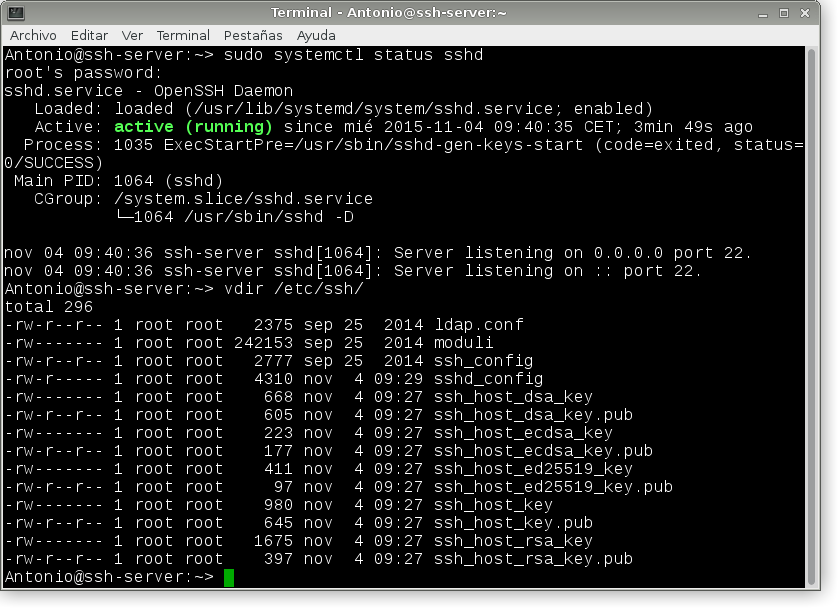 Terminal - Antonio@ssh-server:~
Archivo Editar Ver Terminal Pestañas Ayuda
Antonio@ssh-server:~> sudo systemctl status sshd
root's password:
sshd.service - OpenSSH Daemon
   Loaded: loaded (/usr/lib/systemd/system/sshd.service; enabled)
   Active: active (running) since mié 2015-11-04 09:40:35 CET; 3min 49s ago
  Process: 1035 ExecStartPre=/usr/sbin/sshd-gen-keys-start (code=exited, status=
0/SUCCESS)
 Main PID: 1064 (sshd)
   CGroup: /system.slice/sshd.service
           └─1064 /usr/sbin/sshd -D
nov 04 09:40:36 ssh-server sshd[1064]: Server listening on 0.0.0.0 port 22.
nov 04 09:40:36 ssh-server sshd[1064]: Server listening on :: port 22.
Antonio@ssh-server:~> vdir /etc/ssh/
total 296
-rw-r--r-- 1 root root   2375 sep 25  2014 ldap.conf
-rw-r--r-- 1 root root 242153 sep 25  2014 moduli
-rw-r--r-- 1 root root   2777 sep 25  2014 ssh_config
-rw-r----- 1 root root   4310 nov  4 09:29 sshd_config
-rw------- 1 root root    668 nov  4 09:27 ssh_host_dsa_key
-rw-r--r-- 1 root root    605 nov  4 09:27 ssh_host_dsa_key.pub
-rw------- 1 root root    223 nov  4 09:27 ssh_host_ecdsa_key
-rw-r--r-- 1 root root    177 nov  4 09:27 ssh_host_ecdsa_key.pub
-rw------- 1 root root    411 nov  4 09:27 ssh_host_ed25519_key
-rw-r--r-- 1 root root     97 nov  4 09:27 ssh_host_ed25519_key.pub
-rw------- 1 root root    980 nov  4 09:27 ssh_host_key
-rw-r--r-- 1 root root    645 nov  4 09:27 ssh_host_key.pub
-rw------- 1 root root   1675 nov  4 09:27 ssh_host_rsa_key
-rw-r--r-- 1 root root    397 nov  4 09:27 ssh_host_rsa_key.pub
Antonio@ssh-server:~>